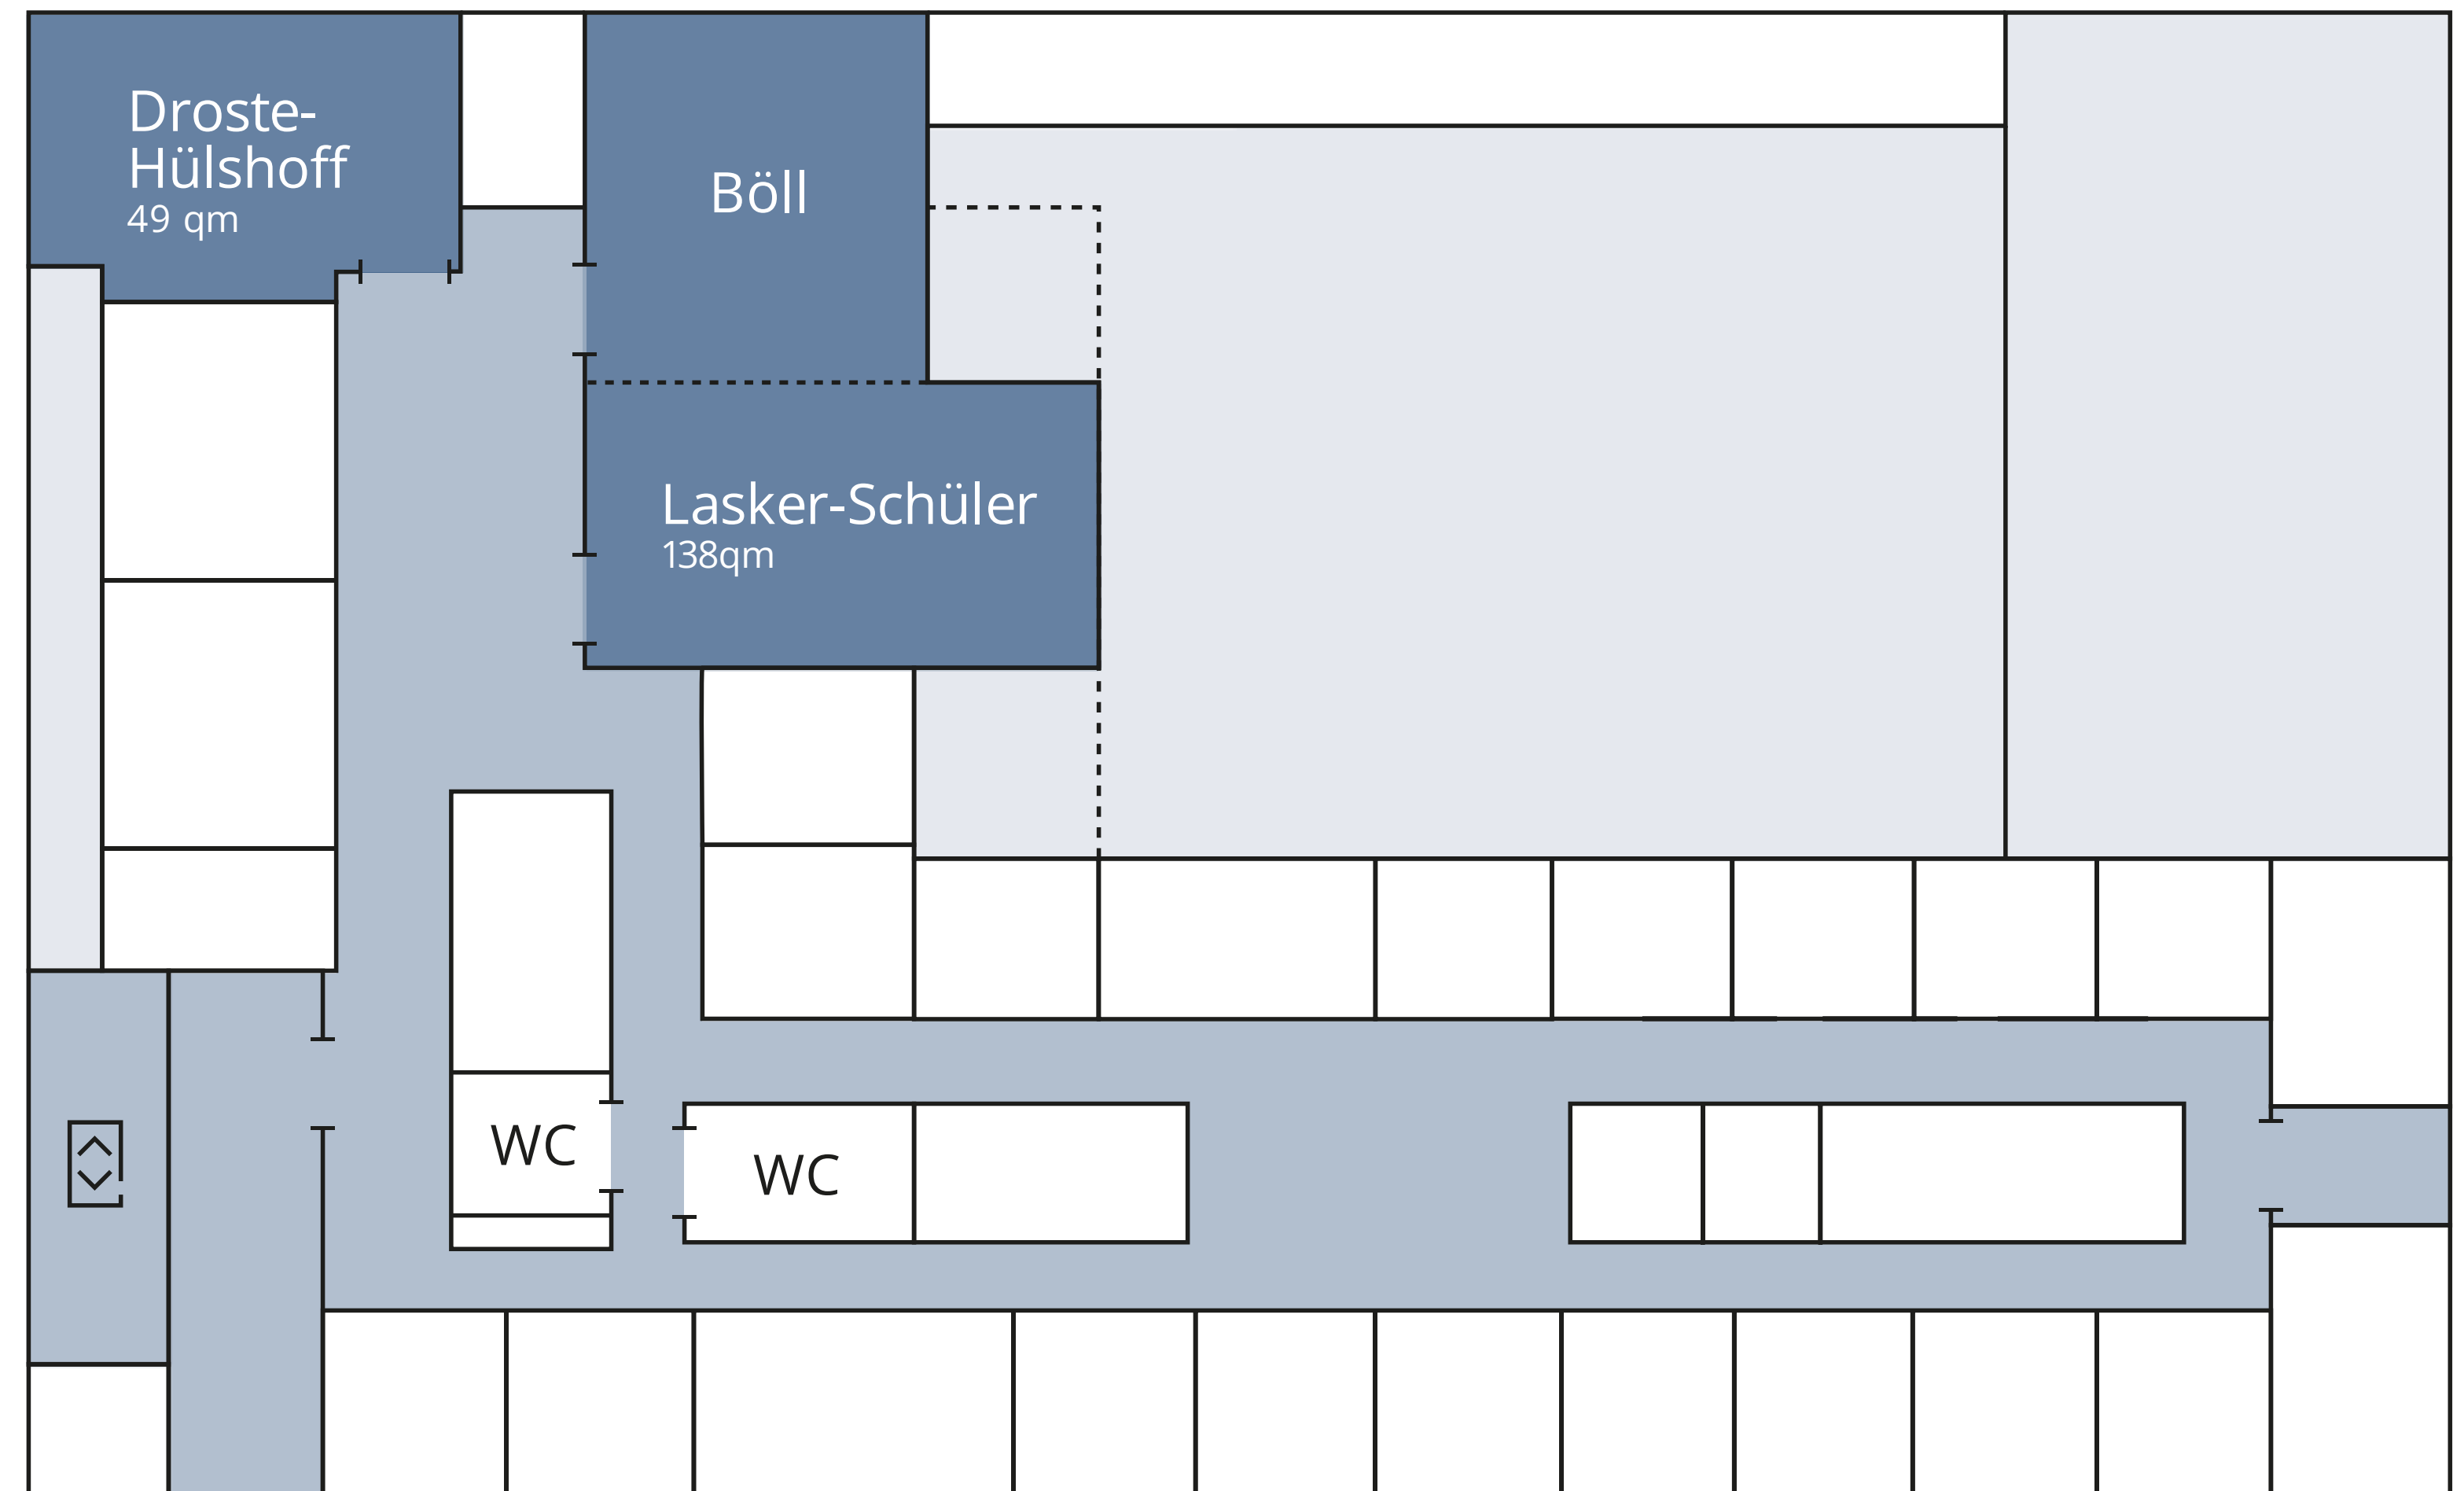 Droste-
Hülshoff
49 qm
Böll
Lasker-Schüler
138qm
WC
WC